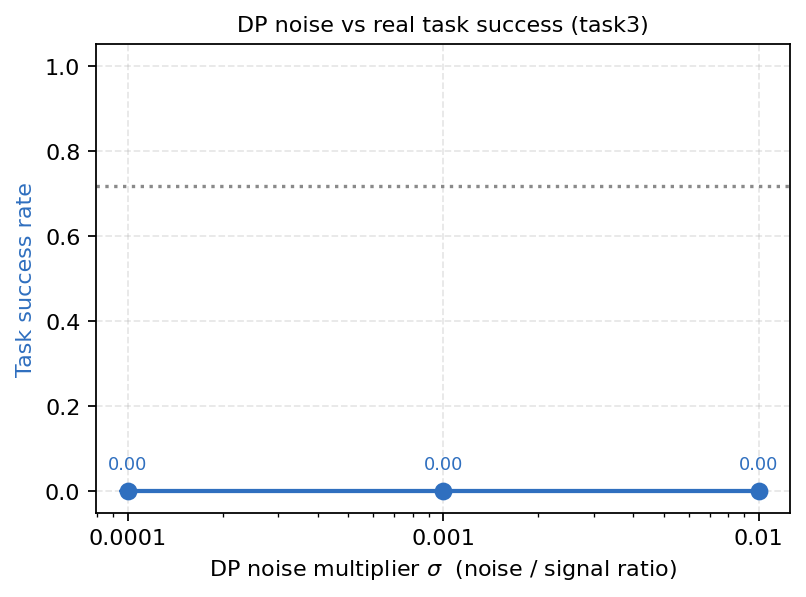 DP noise vs real task success (task3)
1.0
0.8
0.6
0.4
0.2
0.0
Task success rate
0.00 0.00 0.00
0.0001 0.001 0.01
DP noise multiplier σ (noise / signal ratio)